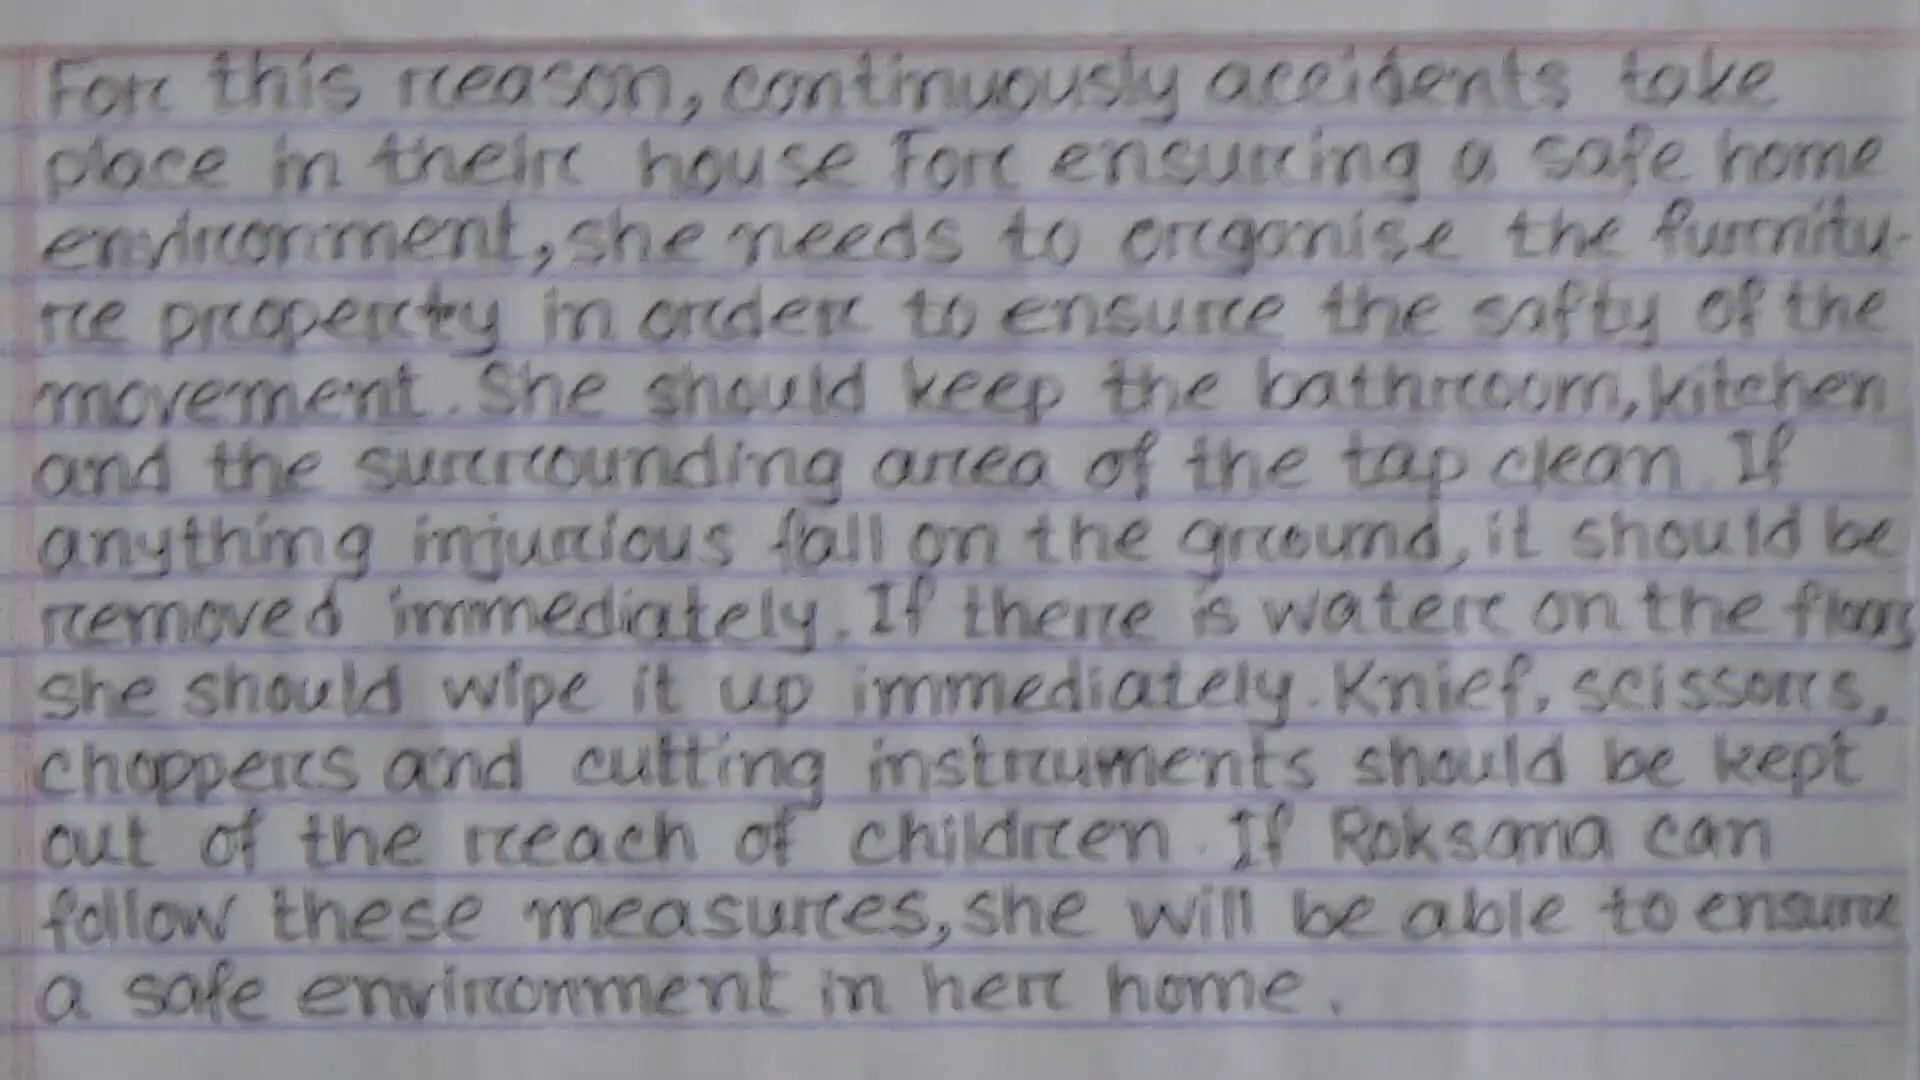 For this reason, continuously accidents take
place in their house For ensuring a safe home
environment, she needs to organise the furnitu-
re property in order to ensure the safty of the
movement. She should keep the bathroom, kitchen
and the surrounding area of the tap clean. If
anything injurious fall on the ground, it should be
removed immediately. If there is water on the floor,
she should wipe it up immediately. Knief, scissors,
choppers and cutting instruments should be kept
out of the reach of children. If Roksana can
follow these measures, she will be able to ensure
a safe environment in her home.